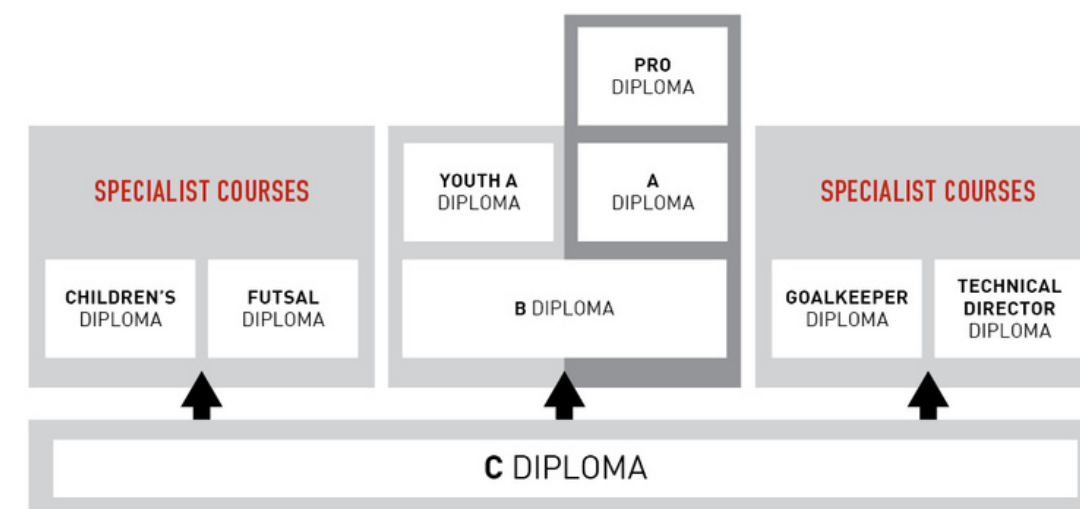 PRO
DIPLOMA
SPECIALIST COURSES
YOUTH A
DIPLOMA
A
DIPLOMA
SPECIALIST COURSES
CHILDREN'S
DIPLOMA
FUTSAL
DIPLOMA
B DIPLOMA
GOALKEEPER
DIPLOMA
TECHNICAL
DIRECTOR
DIPLOMA
C DIPLOMA